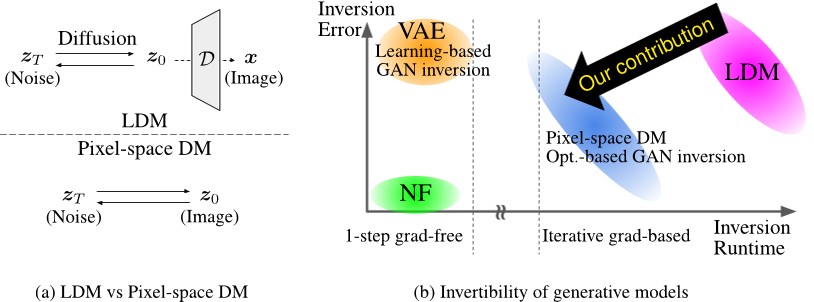 Diffusion
z_T
z_0
𝒟
x
(Noise)
(Image)
LDM
Pixel-space DM
z_T
z_0
(Noise)
(Image)
(a) LDM vs Pixel-space DM
Inversion
Error
VAE
Learning-based
GAN inversion
Our contribution
LDM
Pixel-space DM
Opt.-based GAN inversion
NF
1-step grad-free
Iterative grad-based
Inversion
Runtime
(b) Invertibility of generative models